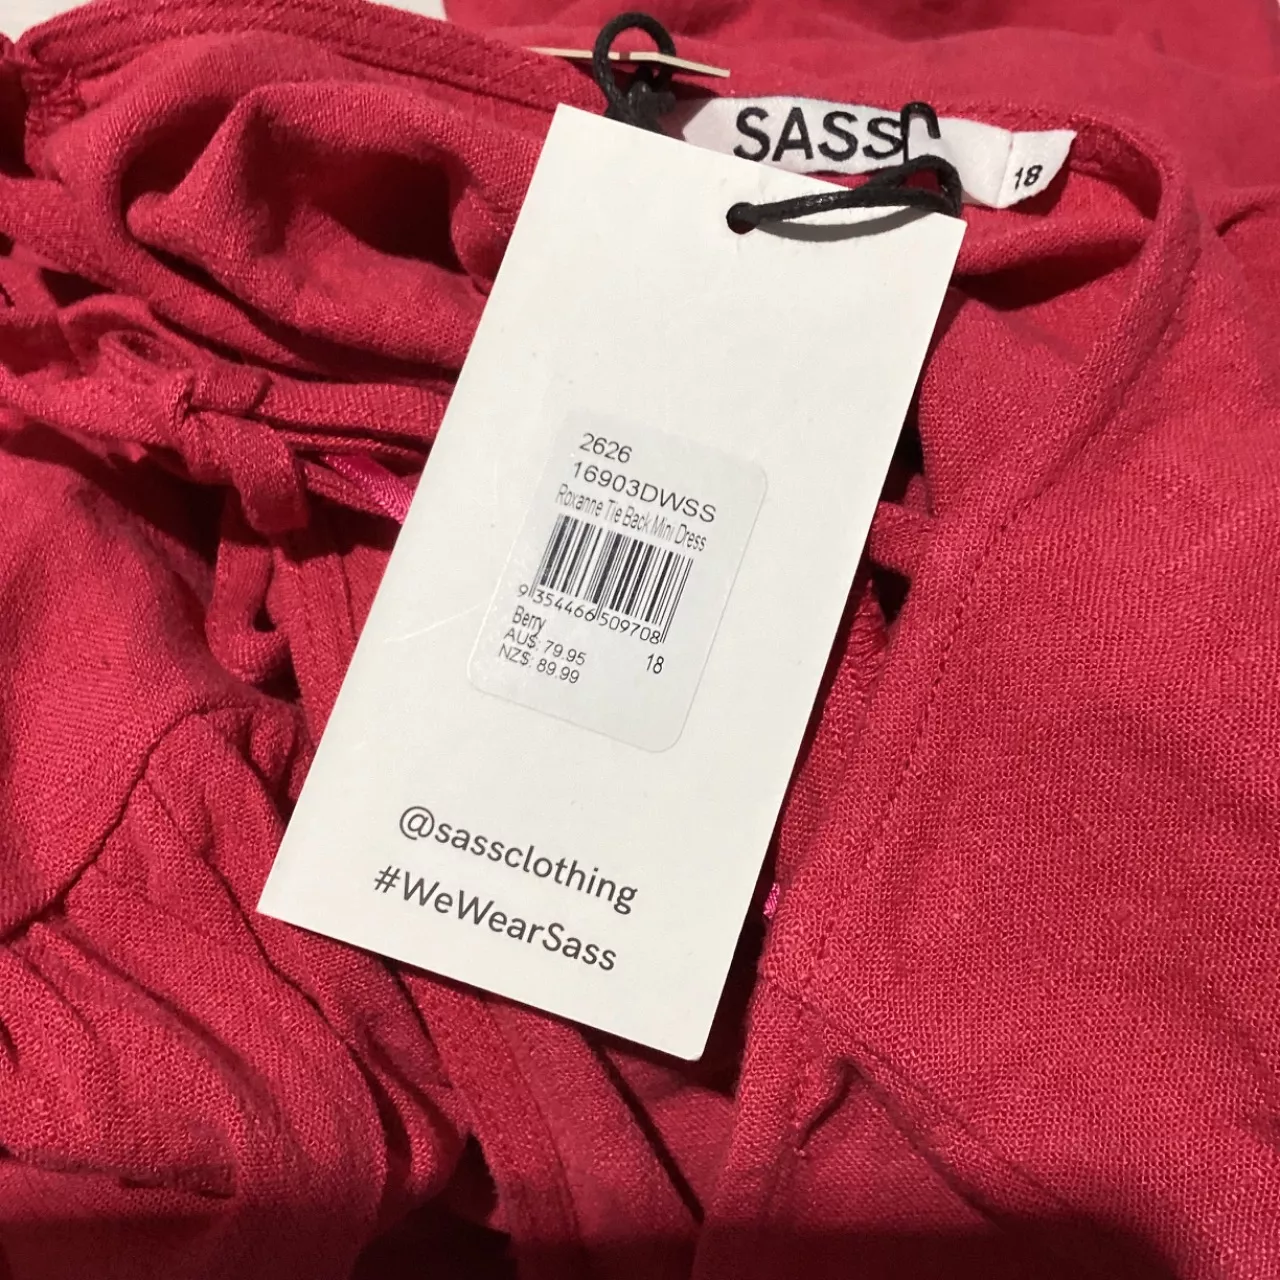 SASS
18
2626
16903DWSS
Roxanne Tie Back Mini Dress
9 354466 509708
Berry
AU$: 79.95 18
NZ$: 89.99
@sassclothing
#WeWearSass